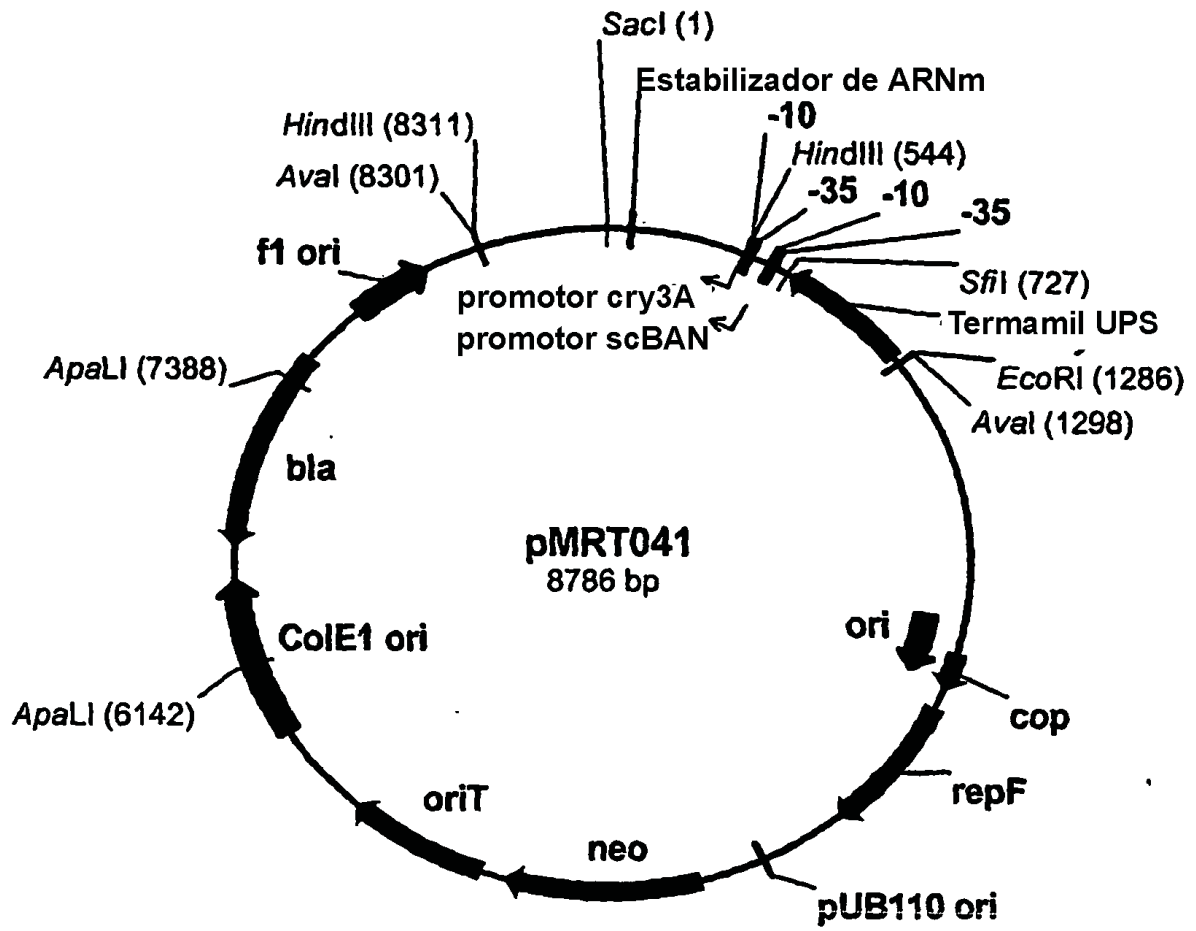 SacI (1)
Estabilizador de ARNm
-10
HindIII (8311)
HindIII (544)
AvaI (8301)
-35
-10
-35
f1 ori
SfiI (727)
promotor cry3A
Termamil UPS
promotor scBAN
ApaLI (7388)
EcoRI (1286)
AvaI (1298)
bla
pMRT041
8786 bp
ori
ColE1 ori
ApaLI (6142)
cop
repF
oriT
neo
pUB110 ori